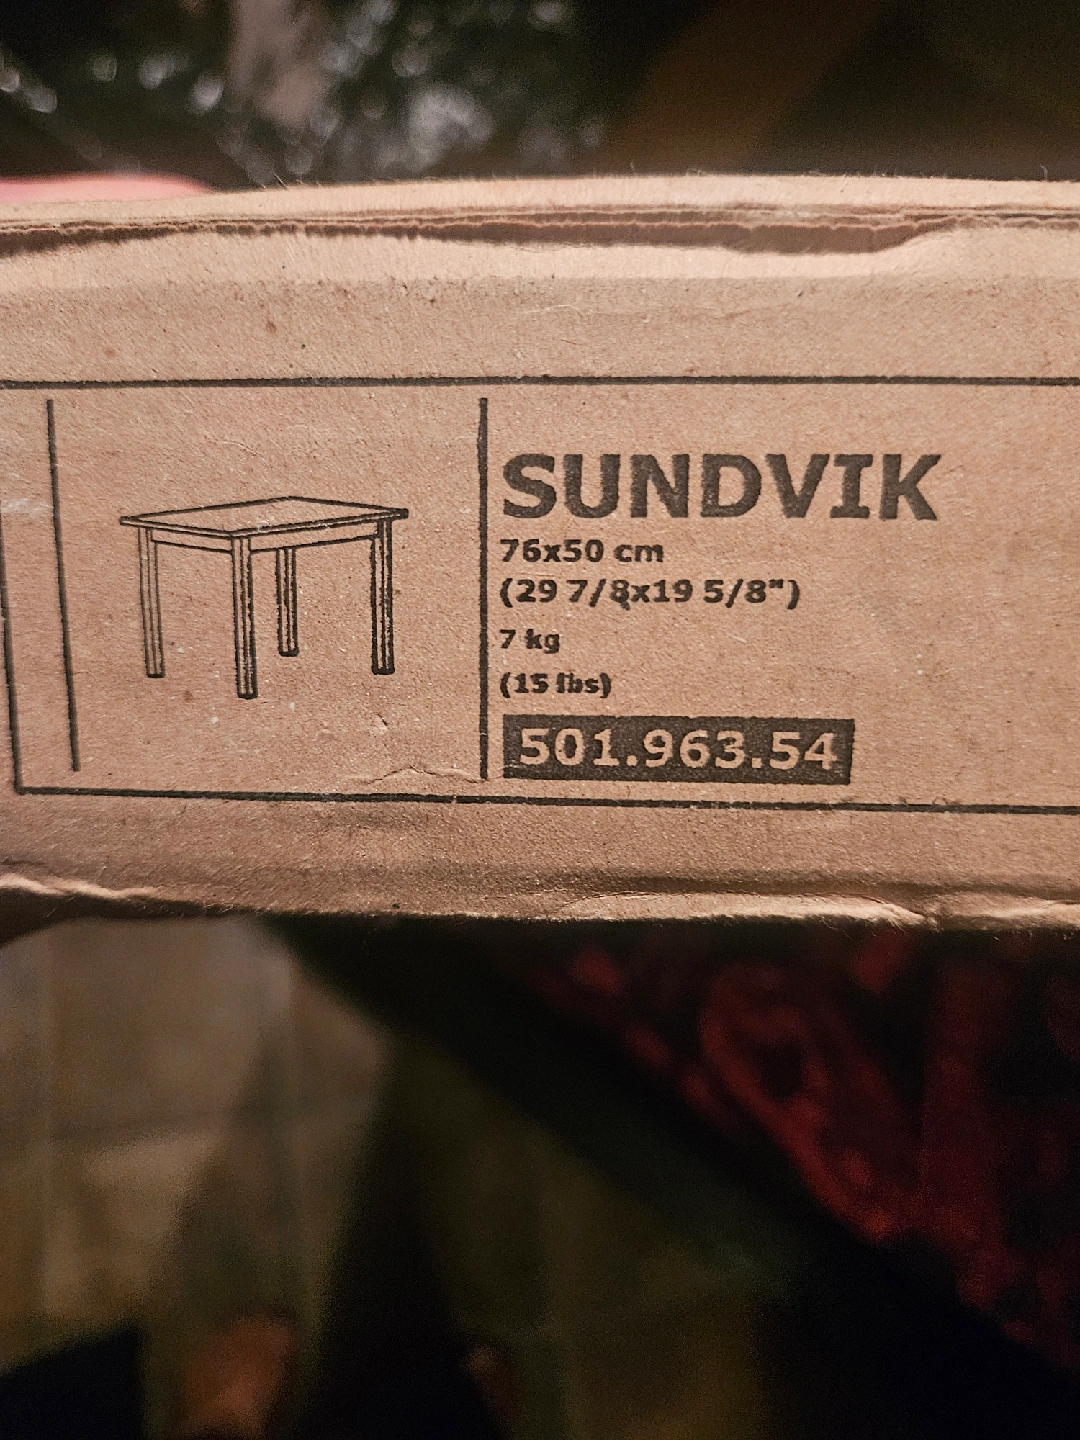 SUNDVIK
76x50 cm
(29 7/8x19 5/8")
7 kg
(15 lbs)
501.963.54